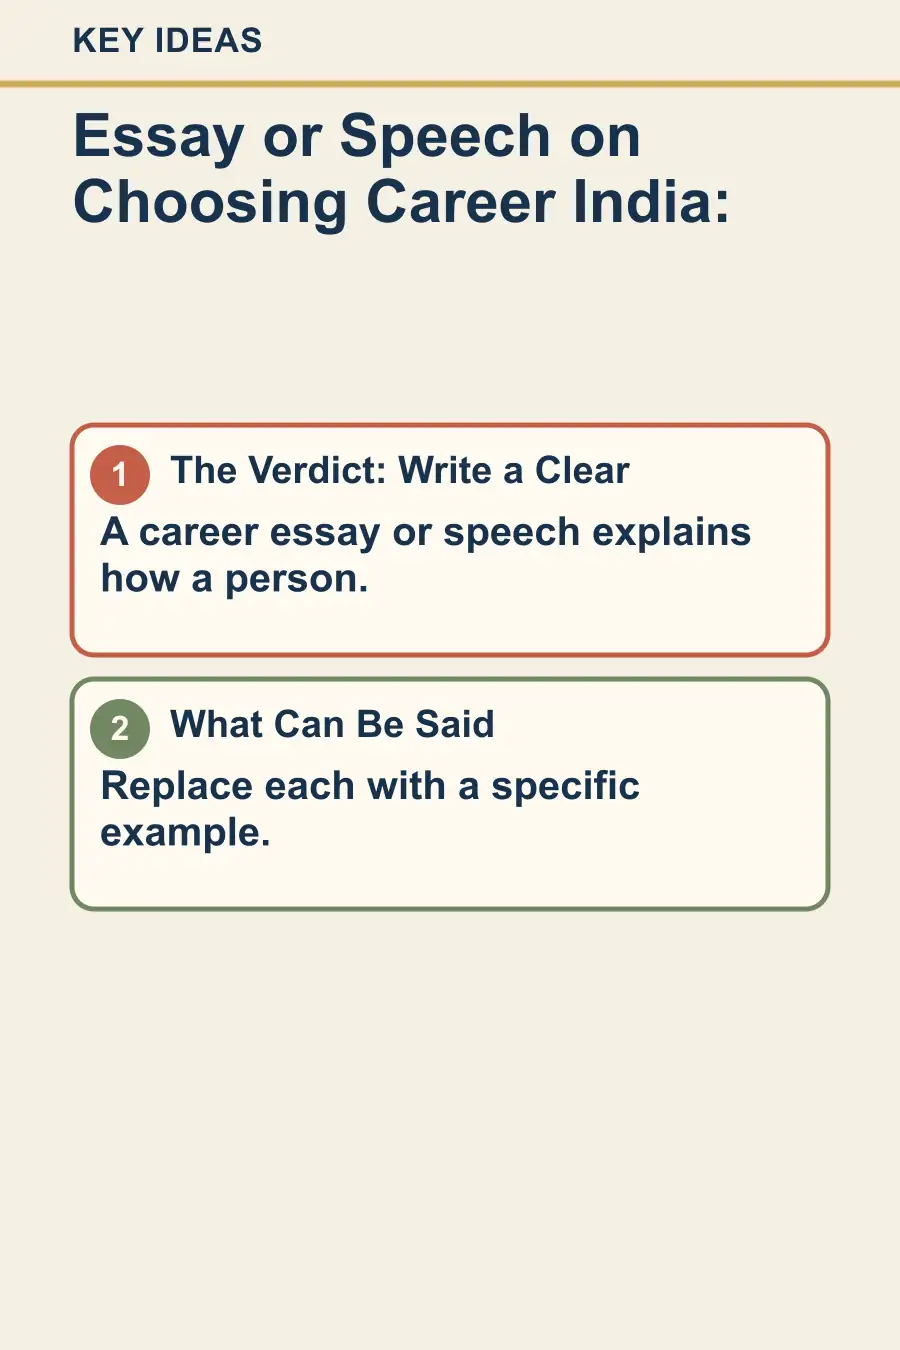 KEY IDEAS
Essay or Speech on
Choosing Career India:
1 The Verdict: Write a Clear
A career essay or speech explains
how a person.
2 What Can Be Said
Replace each with a specific
example.